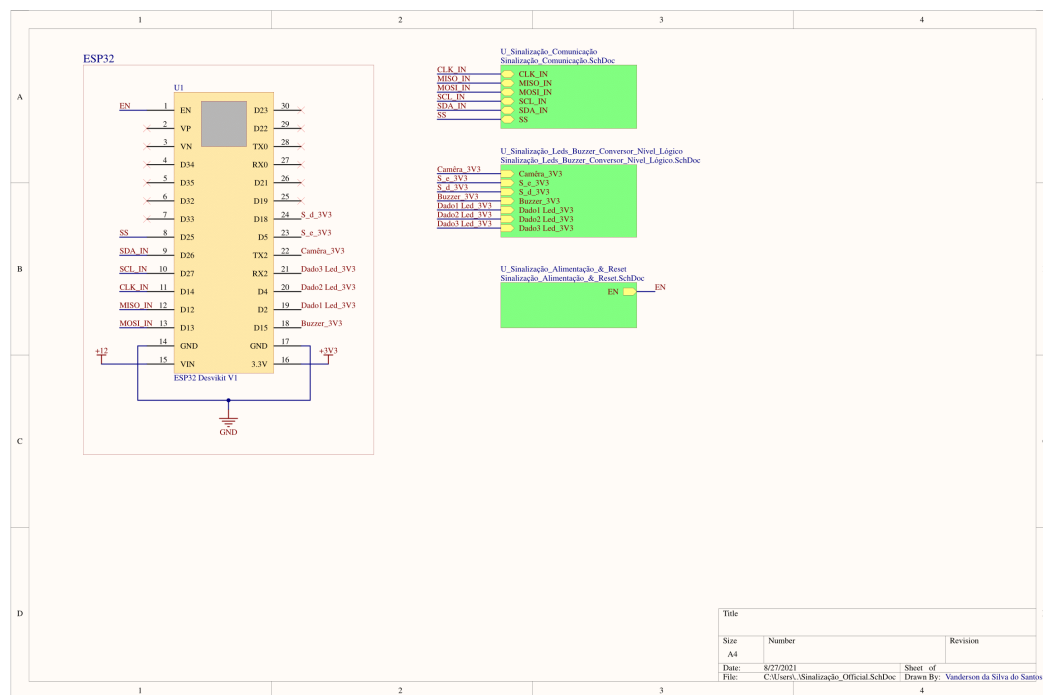 1 2 3 4
A
B
C
D
ESP32
U1
EN 1 EN D23 30
2 VP D22 29
3 VN TX0 28
4 D34 RX0 27
5 D35 D21 26
6 D32 D19 25
7 D33 D18 24 S_d_3V3
SS 8 D25 D5 23 S_e_3V3
SDA_IN 9 D26 TX2 22 Camêra_3V3
SCL_IN 10 D27 RX2 21 Dado3 Led_3V3
CLK_IN 11 D14 D4 20 Dado2 Led_3V3
MISO_IN 12 D12 D2 19 Dado1 Led_3V3
MOSI_IN 13 D13 D15 18 Buzzer_3V3
14 GND GND 17
+12 15 VIN 3.3V 16 +3V3
ESP32 Desvikit V1
GND
U_Sinalização_Comunicação
Sinalização_Comunicação.SchDoc
CLK_IN CLK_IN
MISO_IN MISO_IN
MOSI_IN MOSI_IN
SCL_IN SCL_IN
SDA_IN SDA_IN
SS SS
U_Sinalização_Leds_Buzzer_Conversor_Nivel_Lógico
Sinalização_Leds_Buzzer_Conversor_Nivel_Lógico.SchDoc
Camêra_3V3 Camêra_3V3
S_e_3V3 S_e_3V3
S_d_3V3 S_d_3V3
Buzzer_3V3 Buzzer_3V3
Dado1 Led_3V3 Dado1 Led_3V3
Dado2 Led_3V3 Dado2 Led_3V3
Dado3 Led_3V3 Dado3 Led_3V3
U_Sinalização_Alimentação_&_Reset
Sinalização_Alimentação_&_Reset.SchDoc
EN EN
Title
Size Number Revision
A4
Date: 8/27/2021 Sheet of
File: C:\Users\..\Sinalização_Official.SchDoc Drawn By: Vanderson da Silva do Santos
1 2 3 4